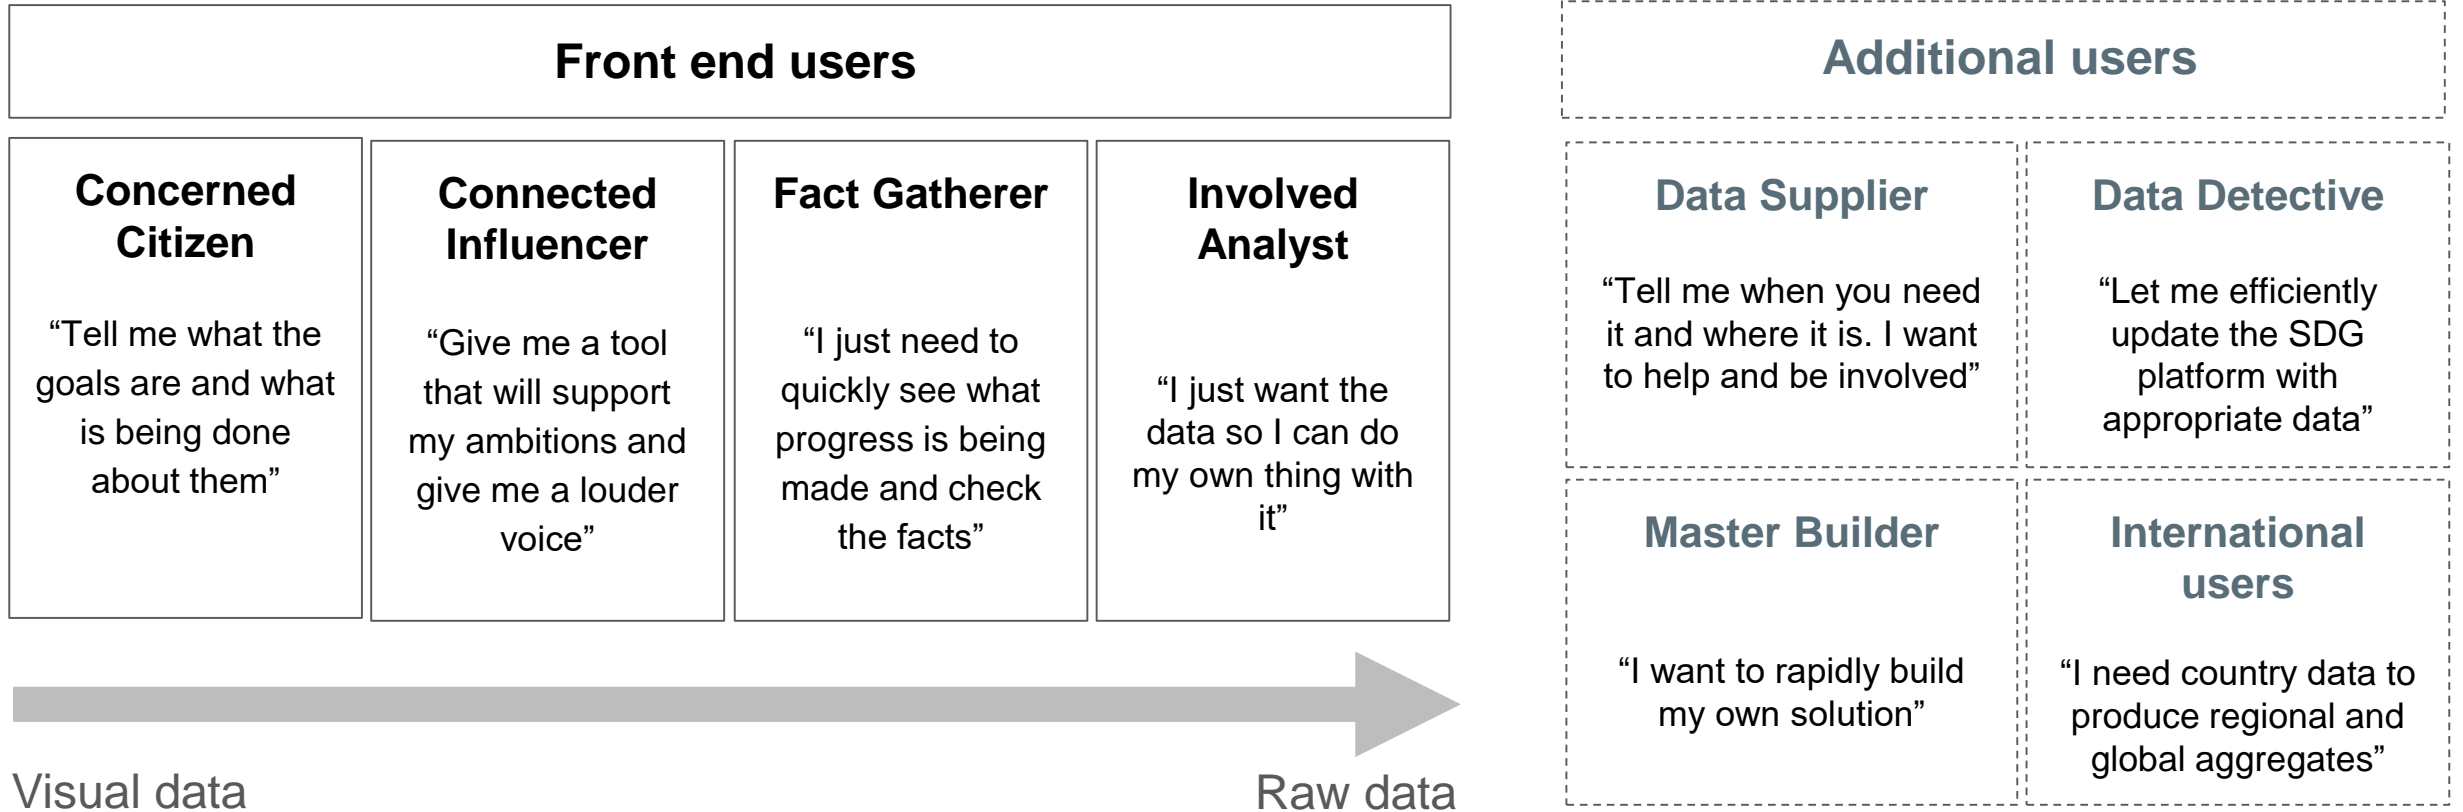 Front end users
Concerned
Citizen
“Tell me what the
goals are and what
is being done
about them”
Connected
Influencer
“Give me a tool
that will support
my ambitions and
give me a louder
voice”
Fact Gatherer
“I just need to
quickly see what
progress is being
made and check
the facts”
Involved
Analyst
“I just want the
data so I can do
my own thing with
it”
Visual data
Raw data
Additional users
Data Supplier
“Tell me when you need
it and where it is. I want
to help and be involved”
Data Detective
“Let me efficiently
update the SDG
platform with
appropriate data”
Master Builder
“I want to rapidly build
my own solution”
International
users
“I need country data to
produce regional and
global aggregates”